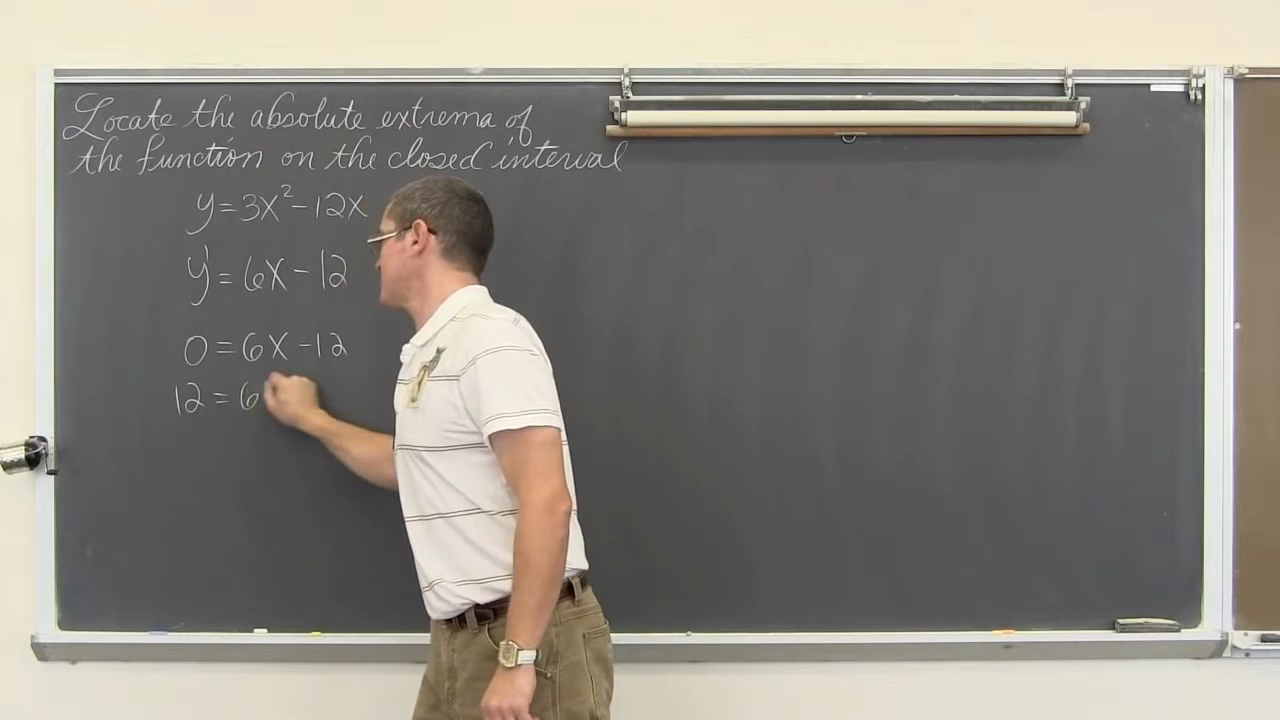 Locate the absolute extrema of
the function on the closed interval
y=3x²-12x
y'=6x-12
0=6x-12
12=6